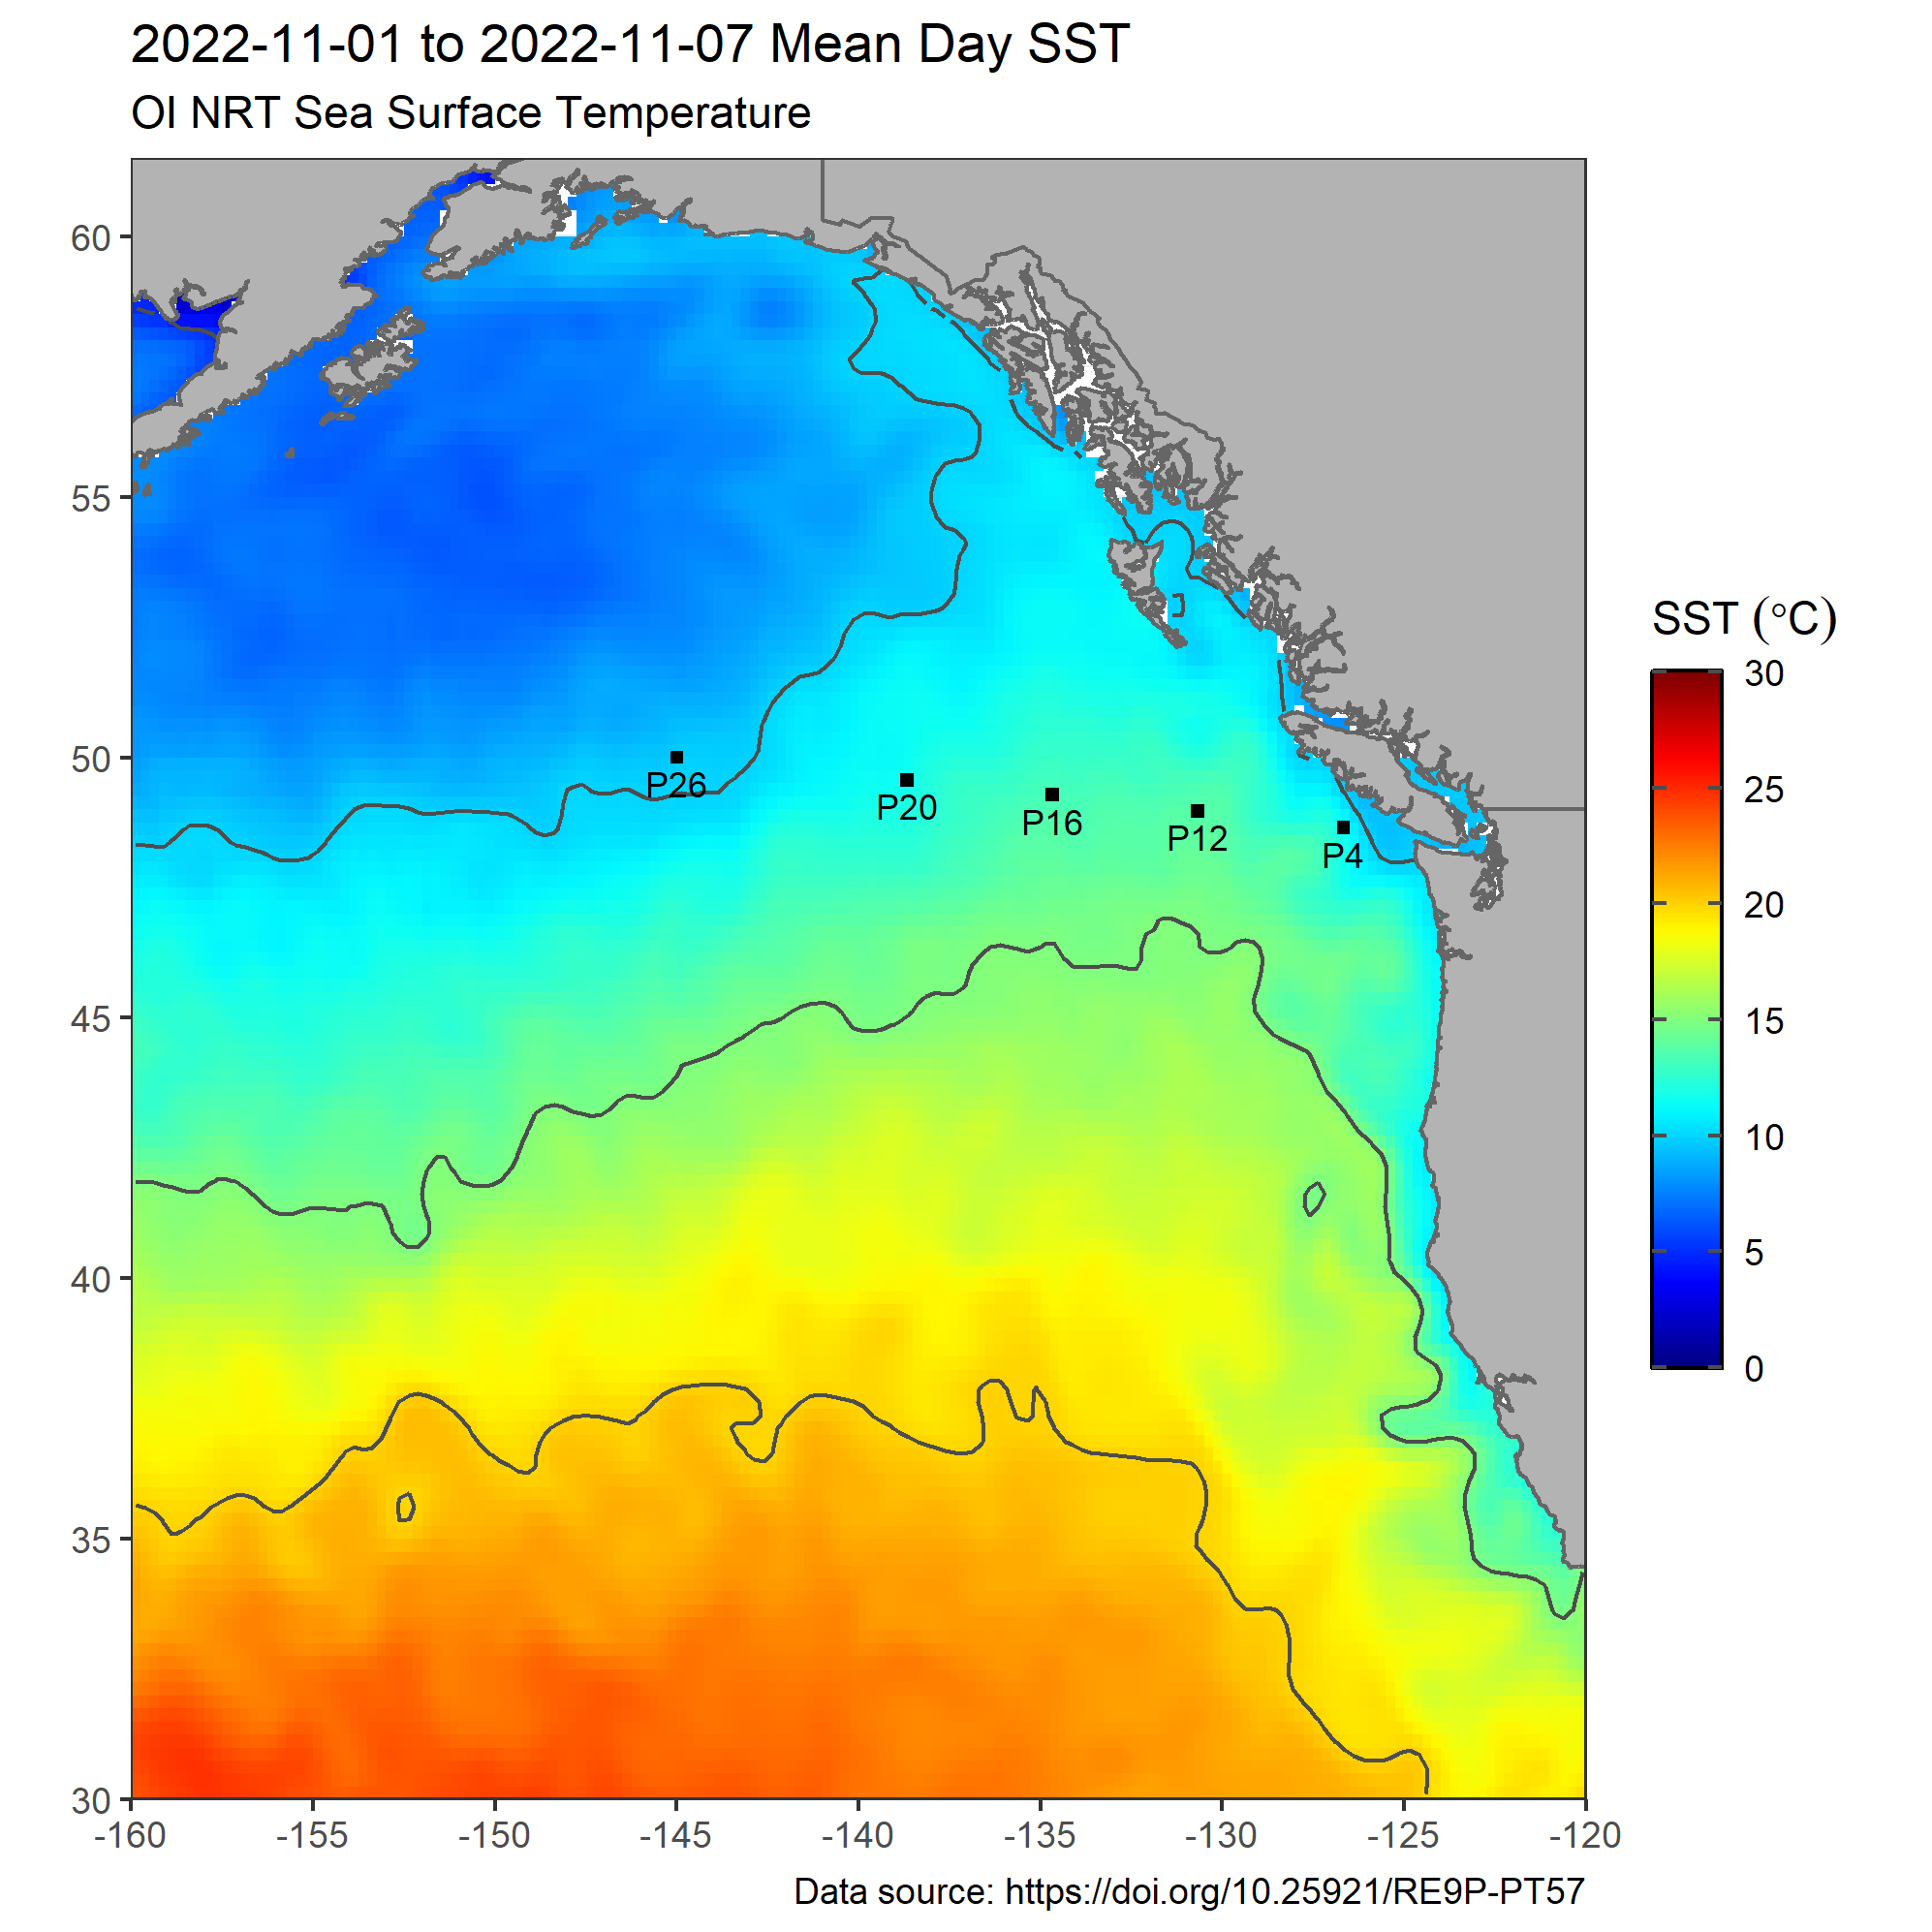 2022-11-01 to 2022-11-07 Mean Day SST
OI NRT Sea Surface Temperature
60
55
50
45
40
35
30
P26
P20
P16
P12
P4
-160
-155
-150
-145
-140
-135
-130
-125
-120
SST (°C)
30
25
20
15
10
5
0
Data source: https://doi.org/10.25921/RE9P-PT57